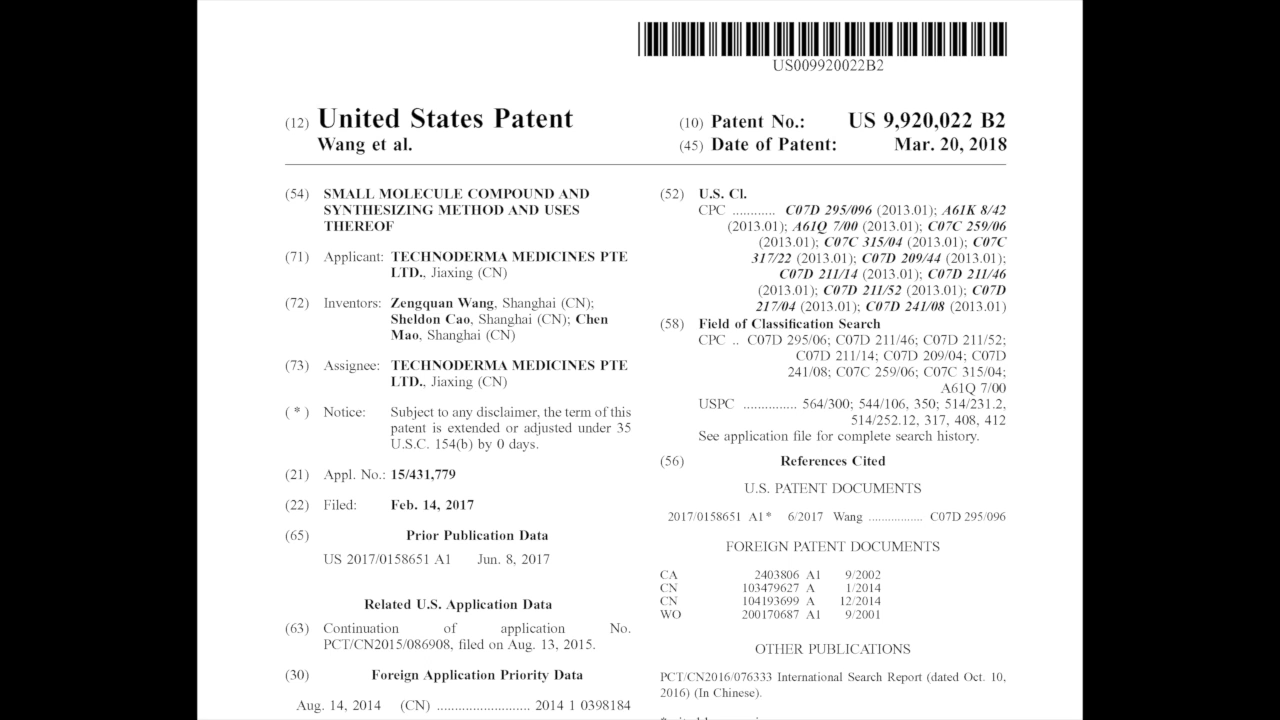 US009920022B2
(12) United States Patent
Wang et al.
(10) Patent No.: US 9,920,022 B2
(45) Date of Patent: Mar. 20, 2018
(54) SMALL MOLECULE COMPOUND AND
SYNTHESIZING METHOD AND USES
THEREOF
(71) Applicant: TECHNODERMA MEDICINES PTE
LTD., Jiaxing (CN)
(72) Inventors: Zengquan Wang, Shanghai (CN);
Sheldon Cao, Shanghai (CN); Chen
Mao, Shanghai (CN)
(73) Assignee: TECHNODERMA MEDICINES PTE
LTD., Jiaxing (CN)
( * ) Notice: Subject to any disclaimer, the term of this
patent is extended or adjusted under 35
U.S.C. 154(b) by 0 days.
(21) Appl. No.: 15/431,779
(22) Filed: Feb. 14, 2017
(65) Prior Publication Data
US 2017/0158651 A1 Jun. 8, 2017
Related U.S. Application Data
(63) Continuation of application No.
PCT/CN2015/086908, filed on Aug. 13, 2015.
(30) Foreign Application Priority Data
Aug. 14, 2014 (CN) .......................... 2014 1 0398184
(52) U.S. Cl.
CPC ............ C07D 295/096 (2013.01); A61K 8/42
(2013.01); A61Q 7/00 (2013.01); C07C 259/06
(2013.01); C07C 315/04 (2013.01); C07C
317/22 (2013.01); C07D 209/44 (2013.01);
C07D 211/14 (2013.01); C07D 211/46
(2013.01); C07D 211/52 (2013.01); C07D
217/04 (2013.01); C07D 241/08 (2013.01)
(58) Field of Classification Search
CPC .. C07D 295/06; C07D 211/46; C07D 211/52;
C07D 211/14; C07D 209/04; C07D
241/08; C07C 259/06; C07C 315/04;
A61Q 7/00
USPC ............... 564/300; 544/106, 350; 514/231.2,
514/252.12, 317, 408, 412
See application file for complete search history.
(56) References Cited
U.S. PATENT DOCUMENTS
2017/0158651 A1* 6/2017 Wang ................. C07D 295/096
FOREIGN PATENT DOCUMENTS
CA 2403806 A1 9/2002
CN 103479627 A 1/2014
CN 104193699 A 12/2014
WO 200170687 A1 9/2001
OTHER PUBLICATIONS
PCT/CN2016/076333 International Search Report (dated Oct. 10,
2016) (In Chinese).